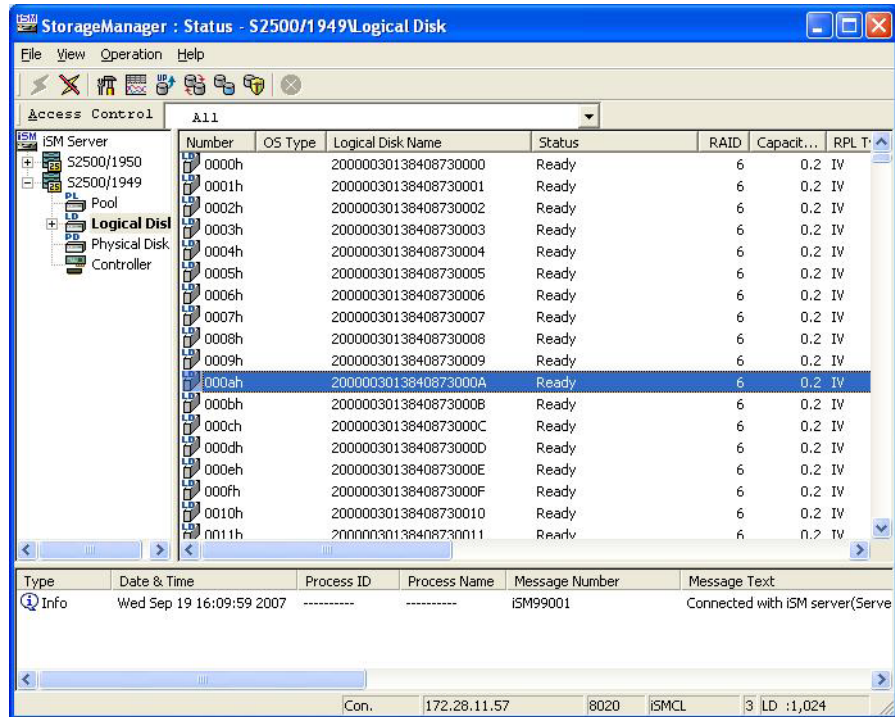 StorageManager : Status - S2500/1949\Logical Disk
File View Operation Help
Access Control All
iSM Server
S2500/1950
S2500/1949
Pool
Logical Disl
Physical Disk
Controller
Number OS Type Logical Disk Name Status RAID Capacit... RPL T
0000h 20000030138408730000 Ready 6 0.2 IV
0001h 20000030138408730001 Ready 6 0.2 IV
0002h 20000030138408730002 Ready 6 0.2 IV
0003h 20000030138408730003 Ready 6 0.2 IV
0004h 20000030138408730004 Ready 6 0.2 IV
0005h 20000030138408730005 Ready 6 0.2 IV
0006h 20000030138408730006 Ready 6 0.2 IV
0007h 20000030138408730007 Ready 6 0.2 IV
0008h 20000030138408730008 Ready 6 0.2 IV
0009h 20000030138408730009 Ready 6 0.2 IV
000ah 2000003013840873000A Ready 6 0.2 IV
000bh 2000003013840873000B Ready 6 0.2 IV
000ch 2000003013840873000C Ready 6 0.2 IV
000dh 2000003013840873000D Ready 6 0.2 IV
000eh 2000003013840873000E Ready 6 0.2 IV
000fh 2000003013840873000F Ready 6 0.2 IV
0010h 20000030138408730010 Ready 6 0.2 IV
0011h 20000030138408730011 Ready 6 0.2 IV
Type Date & Time Process ID Process Name Message Number Message Text
Info Wed Sep 19 16:09:59 2007 ---------- ---------- iSM99001 Connected with iSM server(Serve
Con. 172.28.11.57 8020 iSMCL 3 LD :1,024